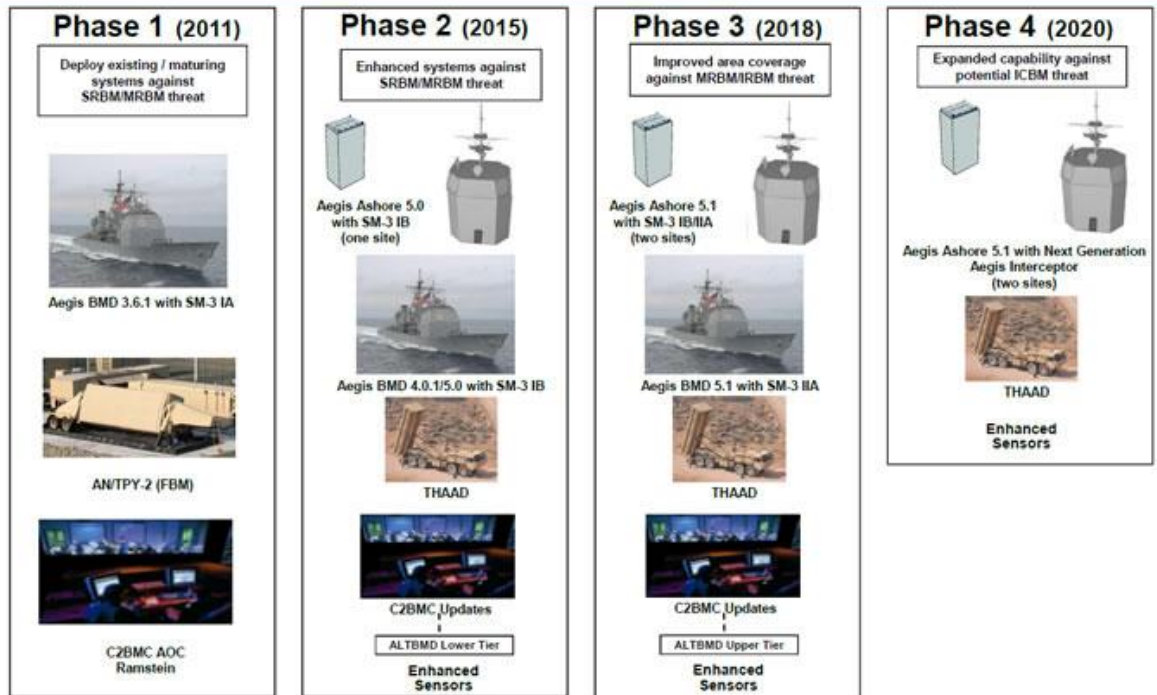 Phase 1 (2011)
Deploy existing / maturing
systems against
SRBM/MRBM threat
Aegis BMD 3.6.1 with SM-3 IA
AN/TPY-2 (FBM)
C2BMC AOC
Ramstein
Phase 2 (2015)
Enhanced systems against
SRBM/MRBM threat
Aegis Ashore 5.0
with SM-3 IB
(one site)
Aegis BMD 4.0.1/5.0 with SM-3 IB
THAAD
C2BMC Updates
ALTBMD Lower Tier
Enhanced
Sensors
Phase 3 (2018)
Improved area coverage
against MRBM/IRBM threat
Aegis Ashore 5.1
with SM-3 IB/IIA
(two sites)
Aegis BMD 5.1 with SM-3 IIA
THAAD
C2BMC Updates
ALTBMD Upper Tier
Enhanced
Sensors
Phase 4 (2020)
Expanded capability against
potential ICBM threat
Aegis Ashore 5.1 with Next Generation
Aegis Interceptor
(two sites)
THAAD
Enhanced
Sensors